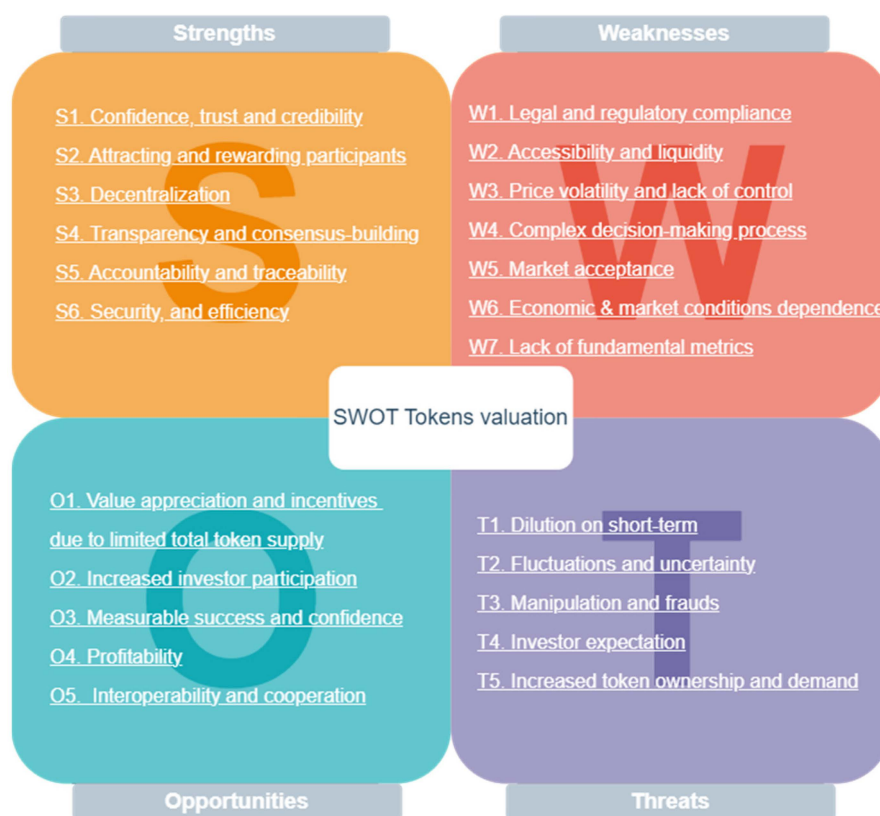 Strengths
S
S1. Confidence, trust and credibility
S2. Attracting and rewarding participants
S3. Decentralization
S4. Transparency and consensus-building
S5. Accountability and traceability
S6. Security, and efficiency
Weaknesses
W
W1. Legal and regulatory compliance
W2. Accessibility and liquidity
W3. Price volatility and lack of control
W4. Complex decision-making process
W5. Market acceptance
W6. Economic & market conditions dependence
W7. Lack of fundamental metrics
SWOT Tokens valuation
O
O1. Value appreciation and incentives
due to limited total token supply
O2. Increased investor participation
O3. Measurable success and confidence
O4. Profitability
O5. Interoperability and cooperation
Opportunities
T
T1. Dilution on short-term
T2. Fluctuations and uncertainty
T3. Manipulation and frauds
T4. Investor expectation
T5. Increased token ownership and demand
Threats